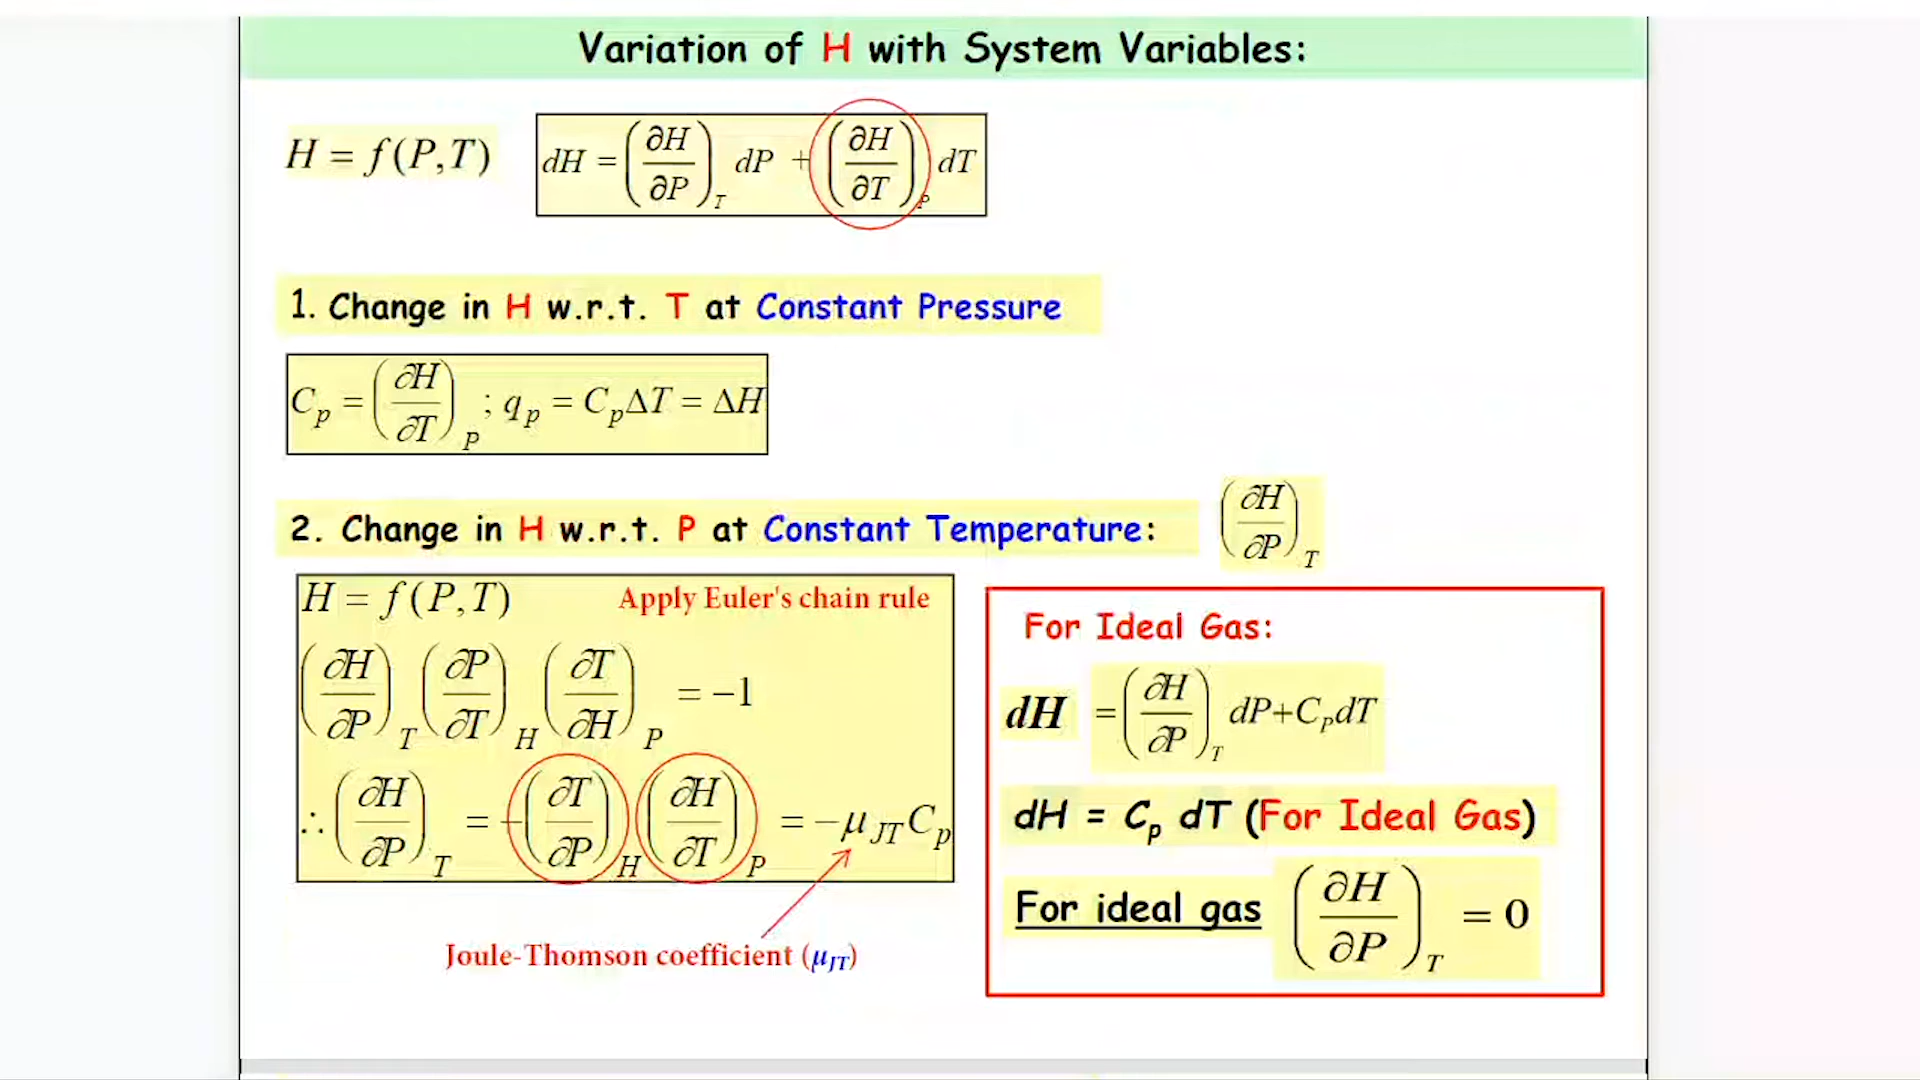 Variation of H with System Variables:
H = f(P,T)
dH = (∂H/∂P)_T dP + (∂H/∂T)_P dT
1. Change in H w.r.t. T at Constant Pressure
C_p = (∂H/∂T)_P ; q_p = C_pΔT = ΔH
2. Change in H w.r.t. P at Constant Temperature: (∂H/∂P)_T
H = f(P,T) Apply Euler's chain rule
(∂H/∂P)_T (∂P/∂T)_H (∂T/∂H)_P = −1
∴ (∂H/∂P)_T = −(∂T/∂P)_H (∂H/∂T)_P = −μ_JT C_p
Joule-Thomson coefficient (μ_JT)
For Ideal Gas:
dH = (∂H/∂P)_T dP+C_PdT
dH = C_p dT (For Ideal Gas)
For ideal gas (∂H/∂P)_T = 0